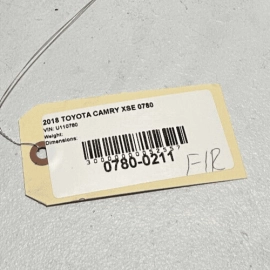 2018 TOYOTA CAMRY XSE 0780
VIN: U110780
Weight:
Dimensions:
0780-0211
F/R